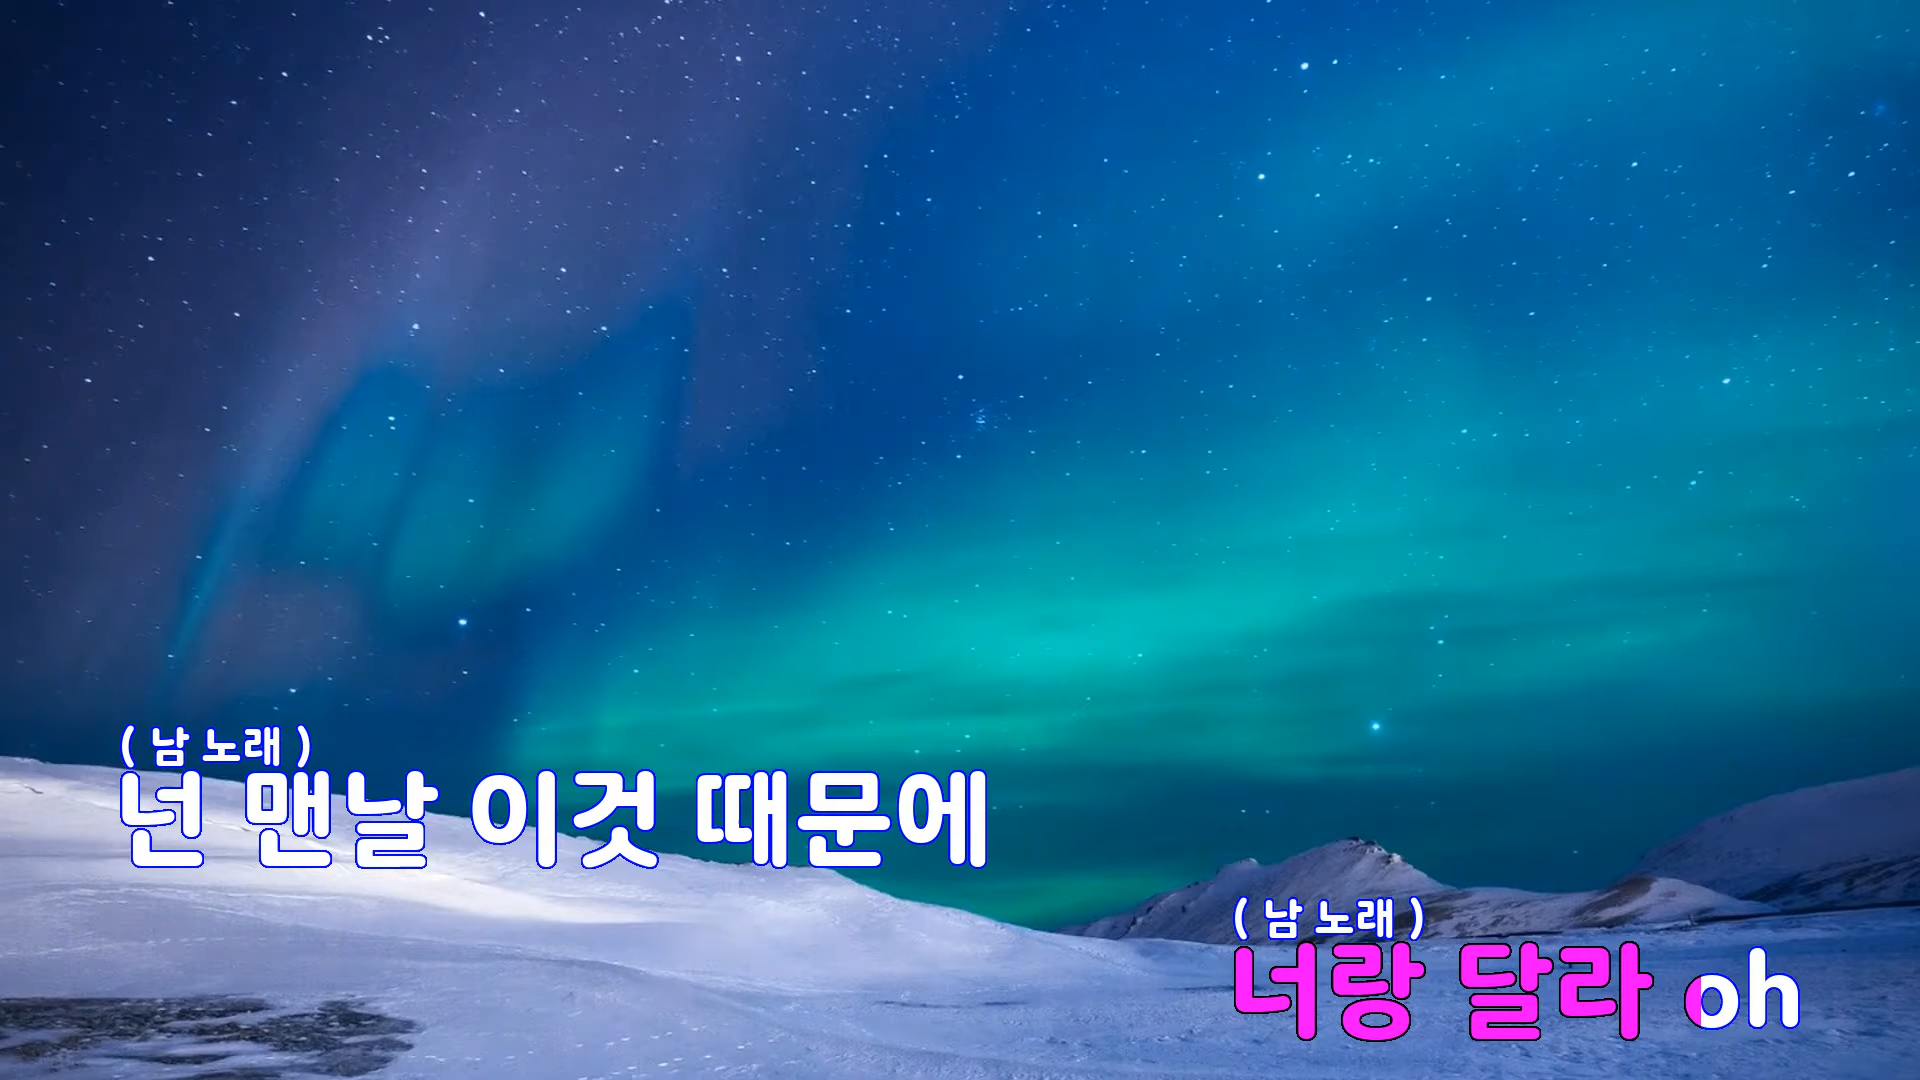 ( 남 노래 )
넌 맨날 이것 때문에
( 남 노래 )
너랑 달라 oh